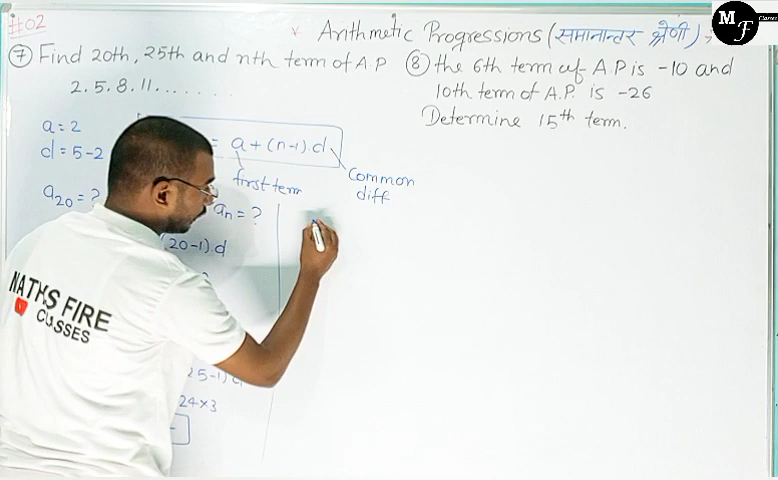 #02
Arithmetic Progressions (समानान्तर श्रेणी)
M F Classes
⑦ Find 20th, 25th and nth term of A.P
2. 5. 8. 11. . . . . . . .
⑧ the 6th term of A.P is -10 and
10th term of A.P. is -26
Determine 15th term.
a = 2
d = 5-2
= a + (n-1).d
first term
Common
diff
a20 = ?
an = ?
(20-1).d
25-1)
24×3
MATHS FIRE
CLASSES